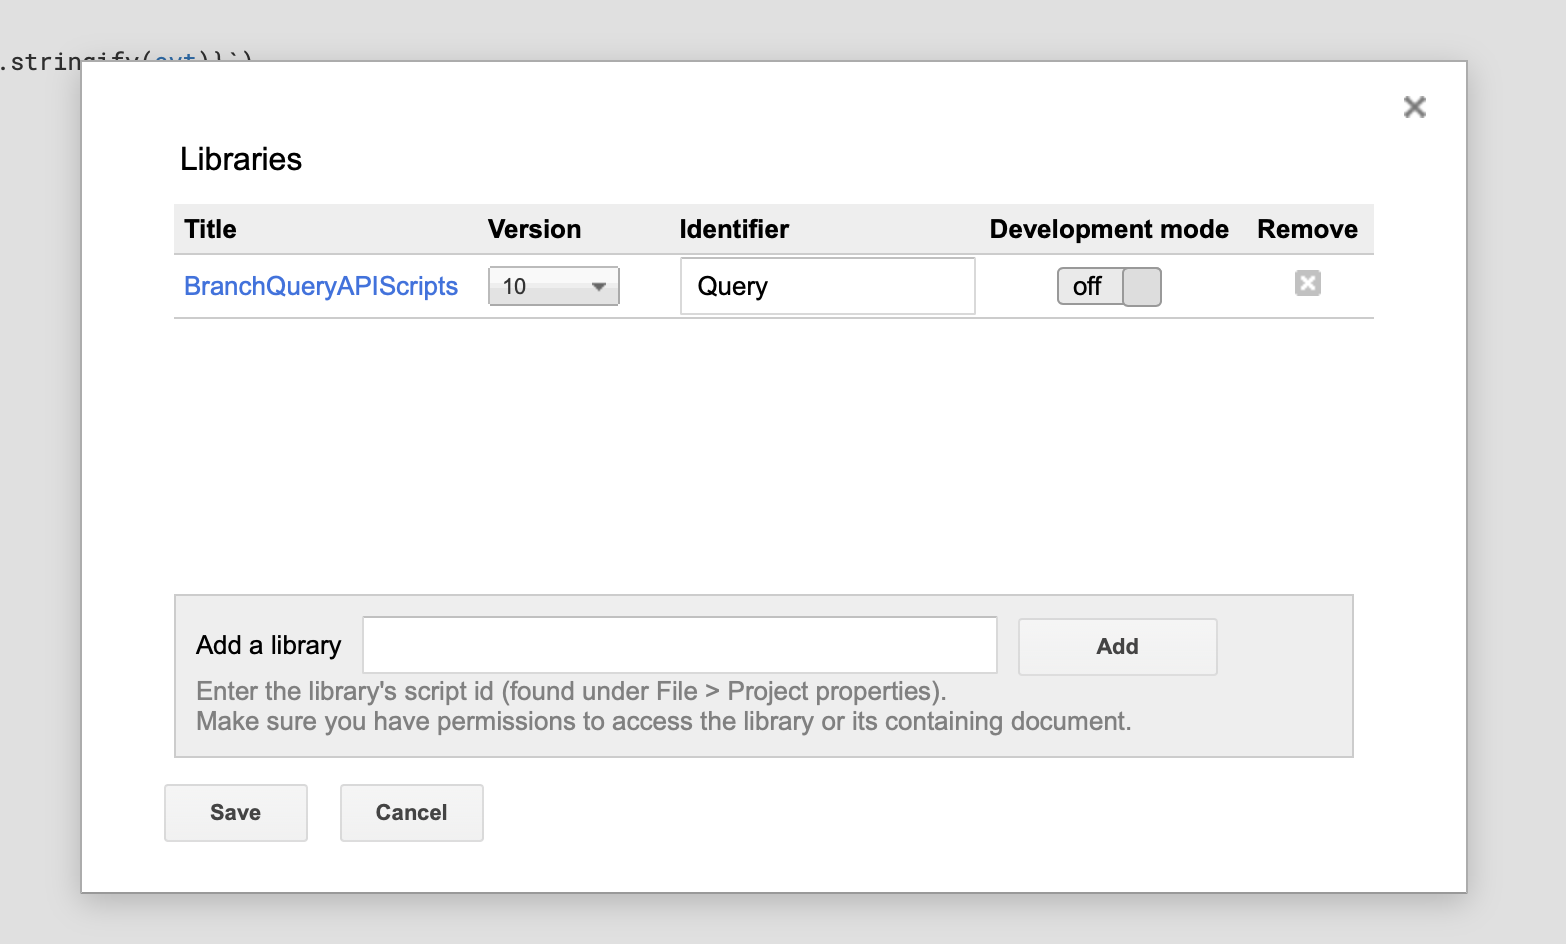 .stringify(evt)}`)
Libraries
Title Version Identifier Development mode Remove
BranchQueryAPIScripts 10 Query off
Add a library Add
Enter the library's script id (found under File > Project properties).
Make sure you have permissions to access the library or its containing document.
Save Cancel